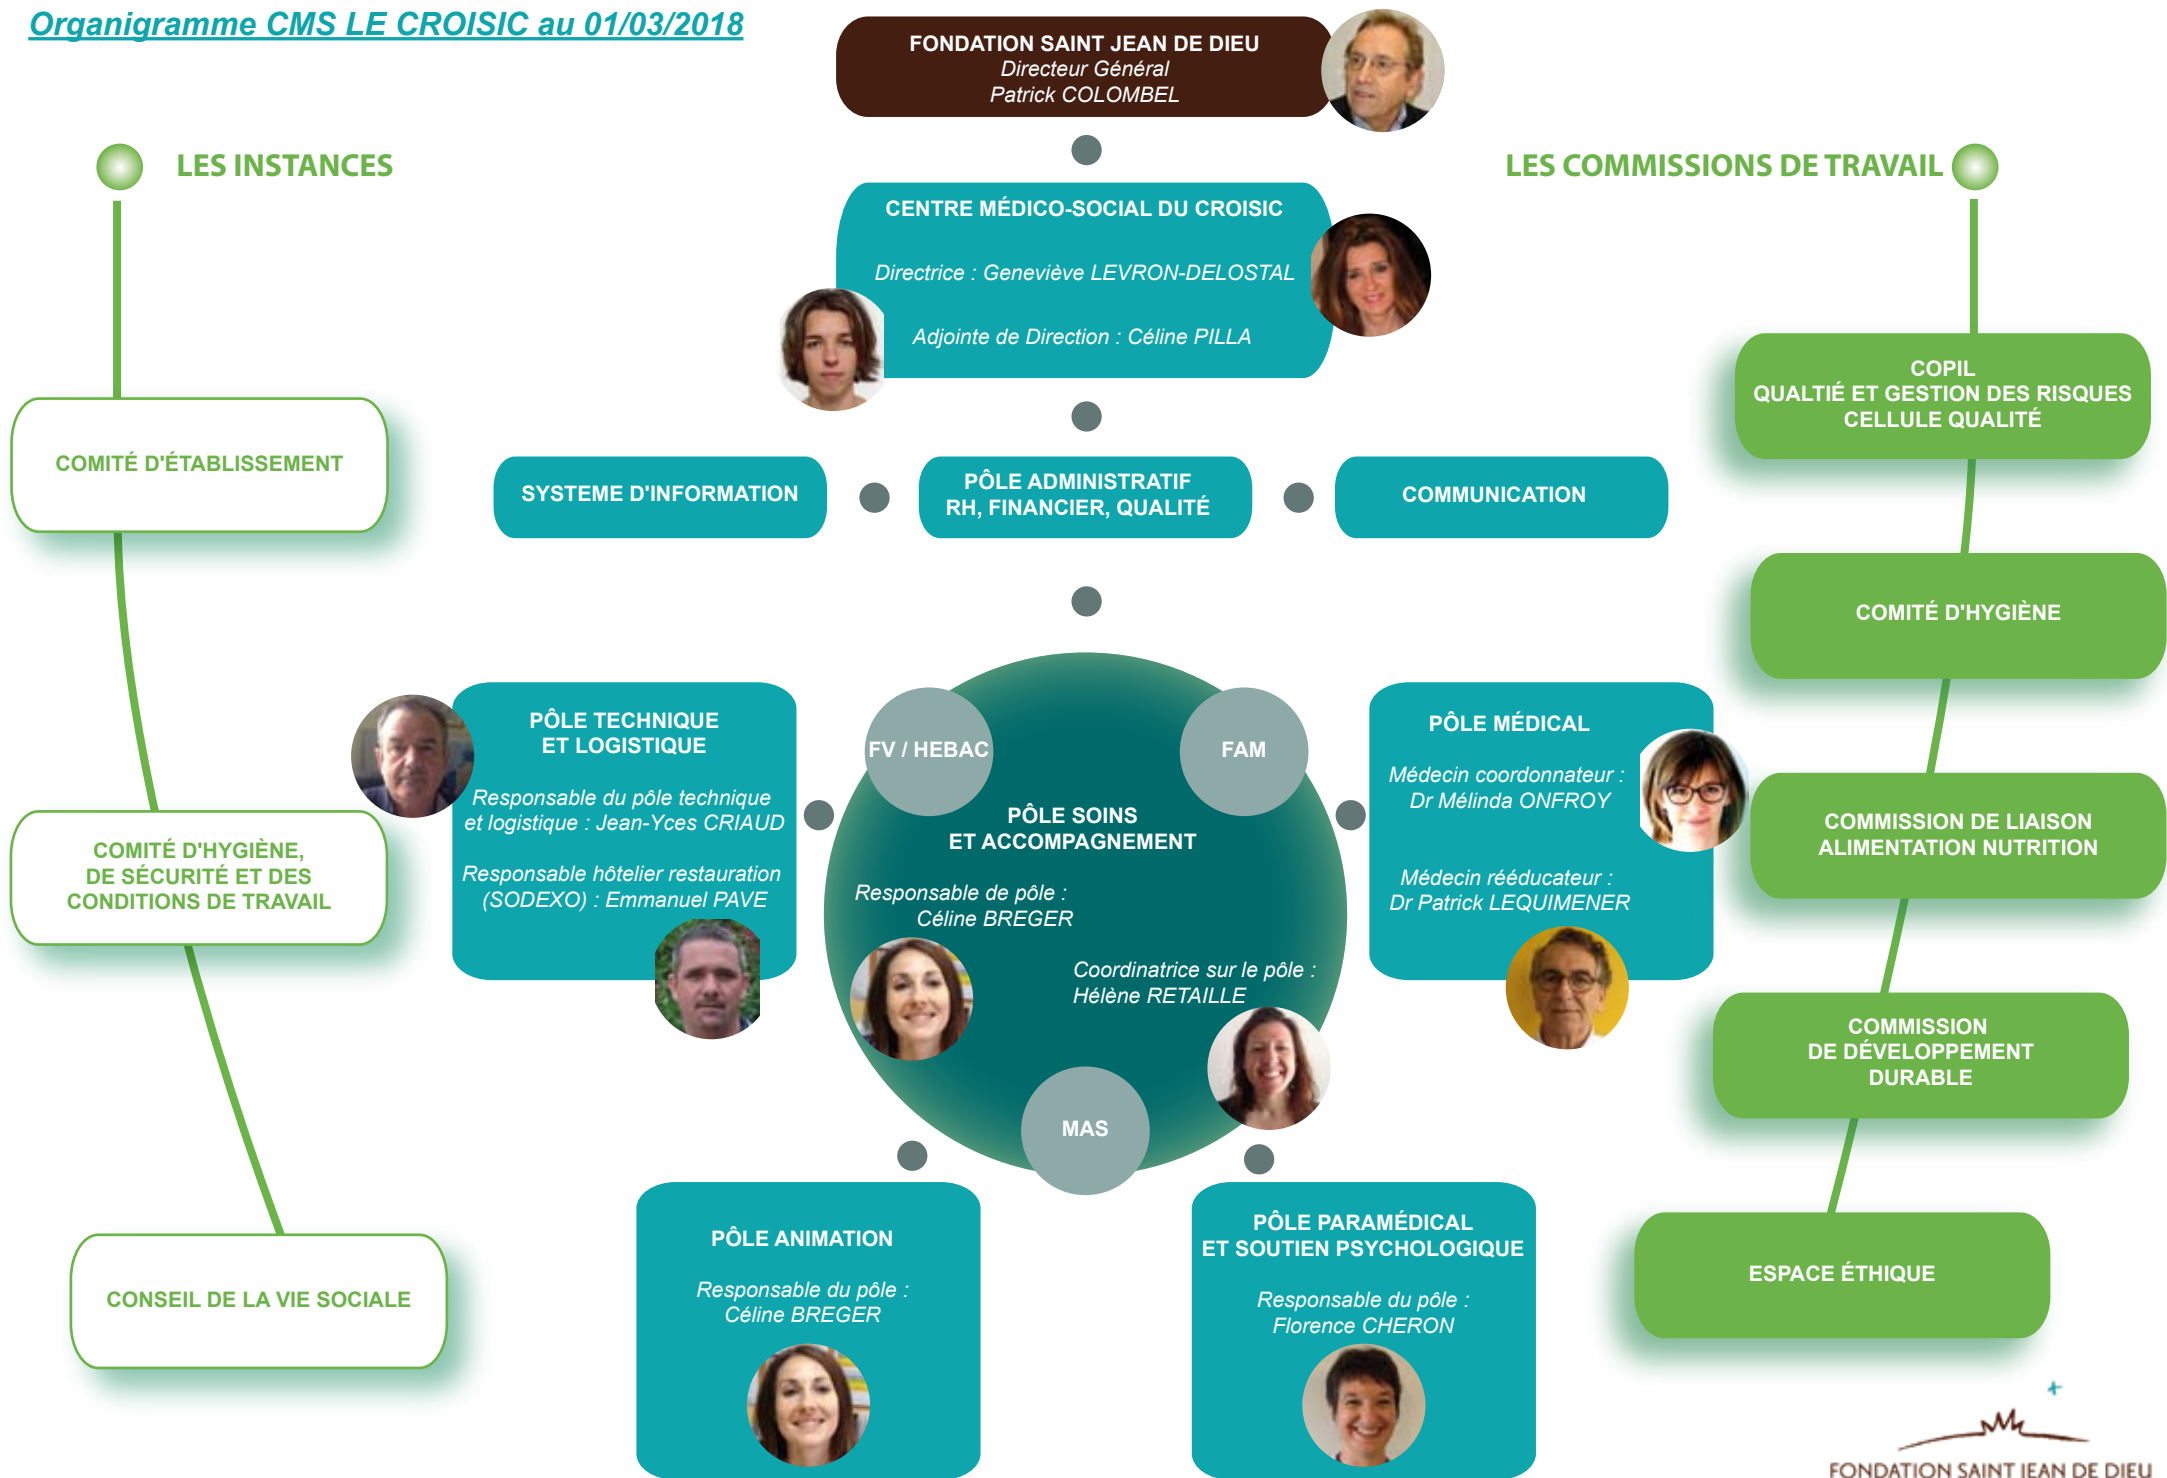 Organigramme CMS LE CROISIC au 01/03/2018
FONDATION SAINT JEAN DE DIEU
Directeur Général
Patrick COLOMBEL
LES INSTANCES
LES COMMISSIONS DE TRAVAIL
CENTRE MÉDICO-SOCIAL DU CROISIC
Directrice : Geneviève LEVRON-DELOSTAL
Adjointe de Direction : Céline PILLA
COMITÉ D'ÉTABLISSEMENT
COMITÉ D'HYGIÈNE,
DE SÉCURITÉ ET DES
CONDITIONS DE TRAVAIL
CONSEIL DE LA VIE SOCIALE
SYSTEME D'INFORMATION
PÔLE ADMINISTRATIF
RH, FINANCIER, QUALITÉ
COMMUNICATION
PÔLE TECHNIQUE
ET LOGISTIQUE
Responsable du pôle technique
et logistique : Jean-Yces CRIAUD
Responsable hôtelier restauration
(SODEXO) : Emmanuel PAVE
FV / HEBAC
FAM
PÔLE SOINS
ET ACCOMPAGNEMENT
Responsable de pôle :
Céline BREGER
Coordinatrice sur le pôle :
Hélène RETAILLE
MAS
PÔLE MÉDICAL
Médecin coordonnateur :
Dr Mélinda ONFROY
Médecin rééducateur :
Dr Patrick LEQUIMENER
PÔLE ANIMATION
Responsable du pôle :
Céline BREGER
PÔLE PARAMÉDICAL
ET SOUTIEN PSYCHOLOGIQUE
Responsable du pôle :
Florence CHERON
COPIL
QUALTIÉ ET GESTION DES RISQUES
CELLULE QUALITÉ
COMITÉ D'HYGIÈNE
COMMISSION DE LIAISON
ALIMENTATION NUTRITION
COMMISSION
DE DÉVELOPPEMENT
DURABLE
ESPACE ÉTHIQUE
FONDATION SAINT JEAN DE DIEU